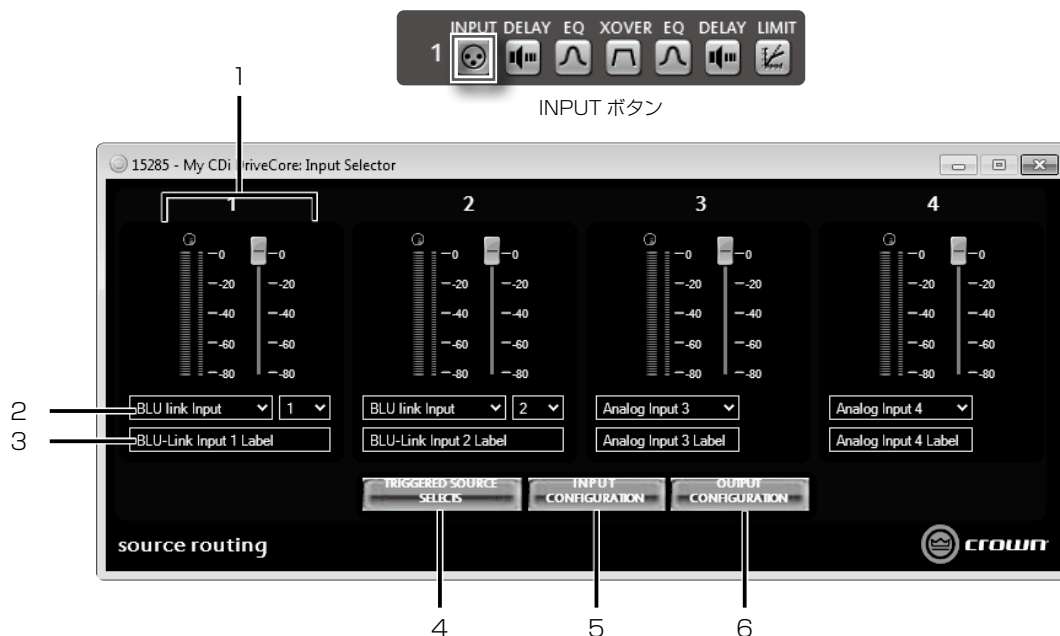 INPUT DELAY EQ XOVER EQ DELAY LIMIT
1
INPUT ボタン
1
15285 - My CDi DriveCore: Input Selector
1 2 3 4
-0 -0 -0 -0 -0 -0 -0 -0
-20 -20 -20 -20 -20 -20 -20 -20
-40 -40 -40 -40 -40 -40 -40 -40
-60 -60 -60 -60 -60 -60 -60 -60
-80 -80 -80 -80 -80 -80 -80 -80
2 BLU link Input 1 BLU link Input 2 Analog Input 3 Analog Input 4
3 BLU-Link Input 1 Label BLU-Link Input 2 Label Analog Input 3 Label Analog Input 4 Label
TRIGGERED SOURCE SELECTS
INPUT CONFIGURATION
OUTPUT CONFIGURATION
source routing
crown
4 5 6